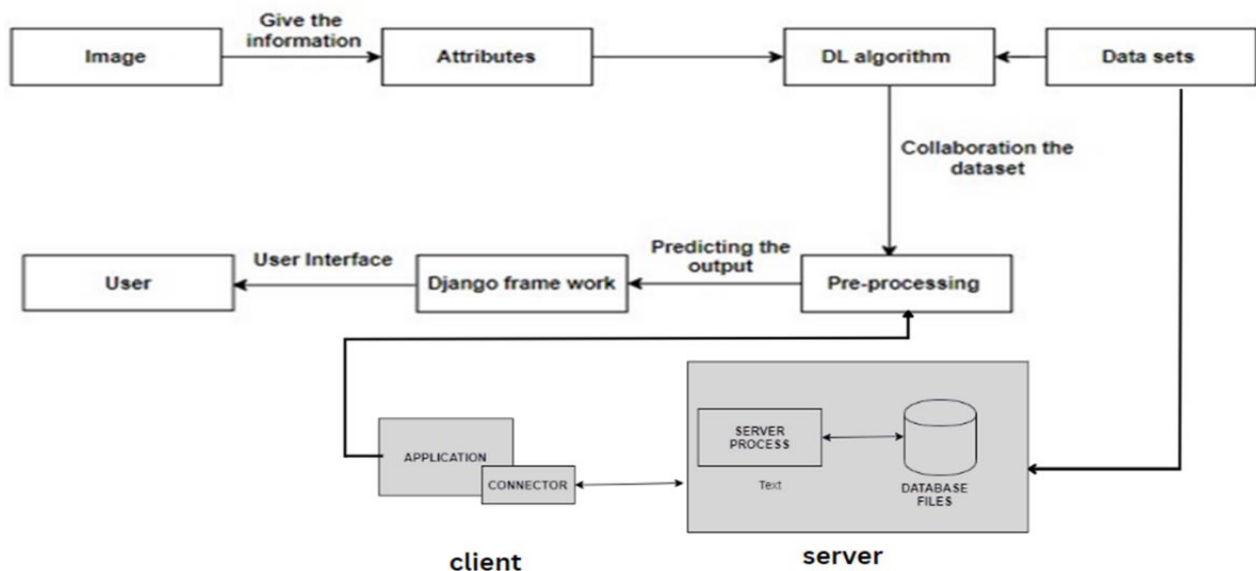 Give the
information
Image
Attributes
DL algorithm
Data sets
Collaboration the
dataset
User Interface
Predicting the
output
User
Django frame work
Pre-processing
APPLICATION
CONNECTOR
SERVER
PROCESS
Text
DATABASE
FILES
client
server